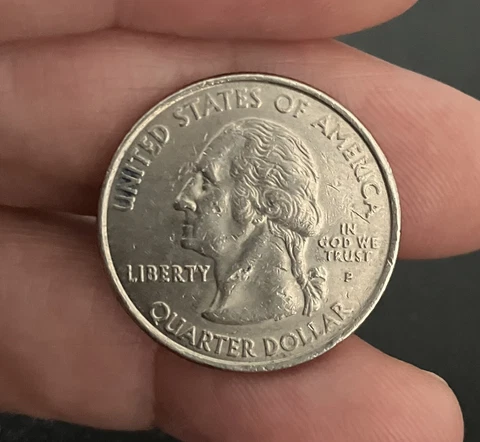 UNITED STATES OF AMERICA
LIBERTY
IN
GOD WE
TRUST
P
QUARTER DOLLAR